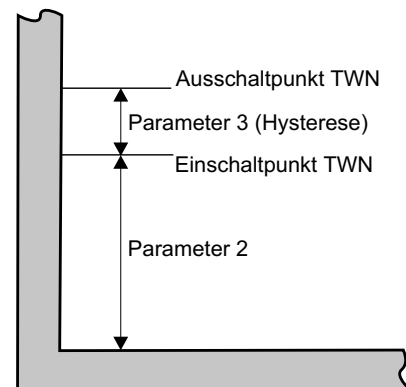 Ausschaltpunkt TWN
Parameter 3 (Hysterese)
Einschaltpunkt TWN
Parameter 2